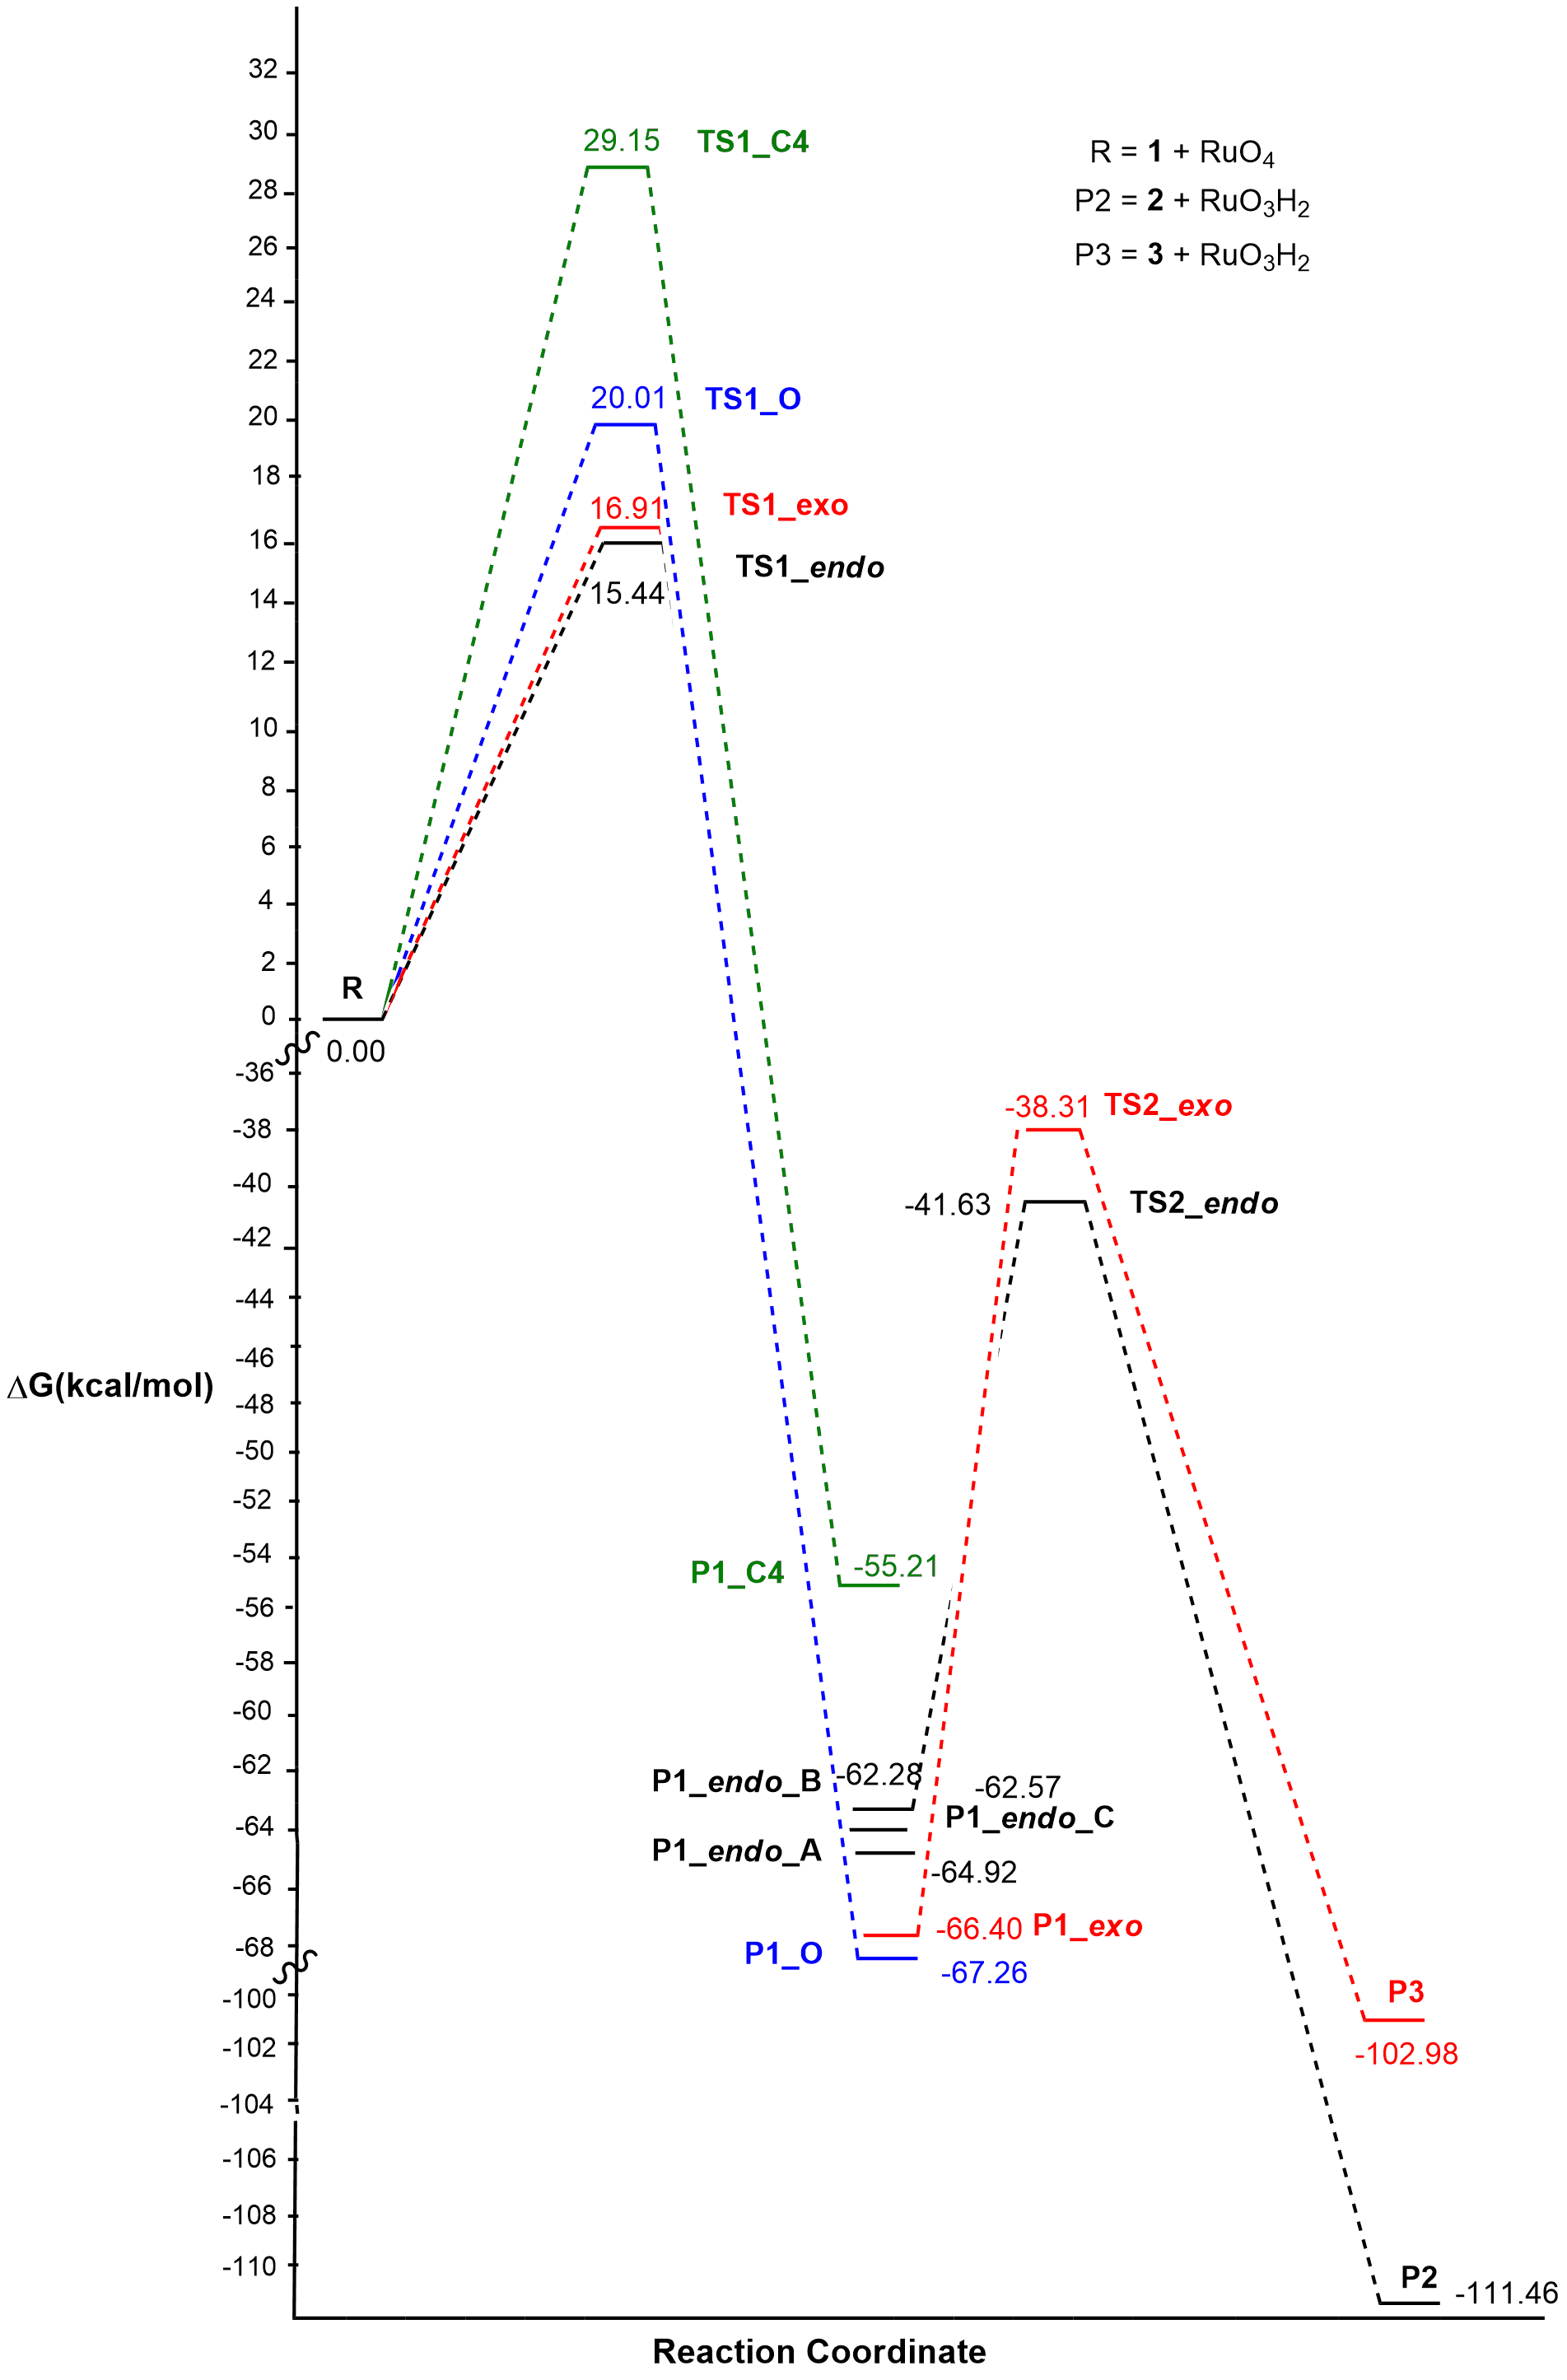 32
29.15 TS1_C4
30
R = 1 + RuO4
28
P2 = 2 + RuO3H2
26
P3 = 3 + RuO3H2
24
22
20.01 TS1_O
20
18
16.91 TS1_exo
16
TS1_endo
15.44
14
12
10
8
6
4
2
R
0
0.00
-36
-38.31 TS2_exo
-38
-40
-41.63 TS2_endo
-42
-44
-46
ΔG(kcal/mol)
-48
-50
-52
-54
P1_C4 -55.21
-56
-58
-60
-62
P1_endo_B -62.28 -62.57
P1_endo_C
-64
P1_endo_A
-64.92
-66
-66.40 P1_exo
-68
P1_O
-67.26
P3
-100
-102
-102.98
-104
-106
-108
-110
P2 -111.46
Reaction Coordinate